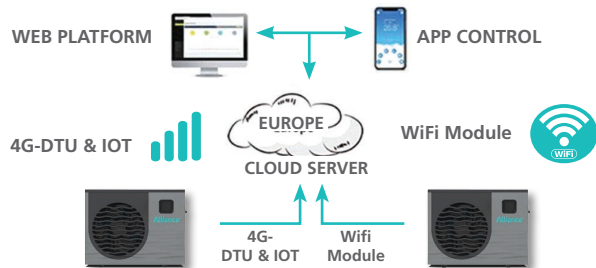 WEB PLATFORM
APP CONTROL
EUROPE
4G-DTU & IOT
WiFi Module
WiFi
CLOUD SERVER
4G-
DTU & IOT
Wifi
Module